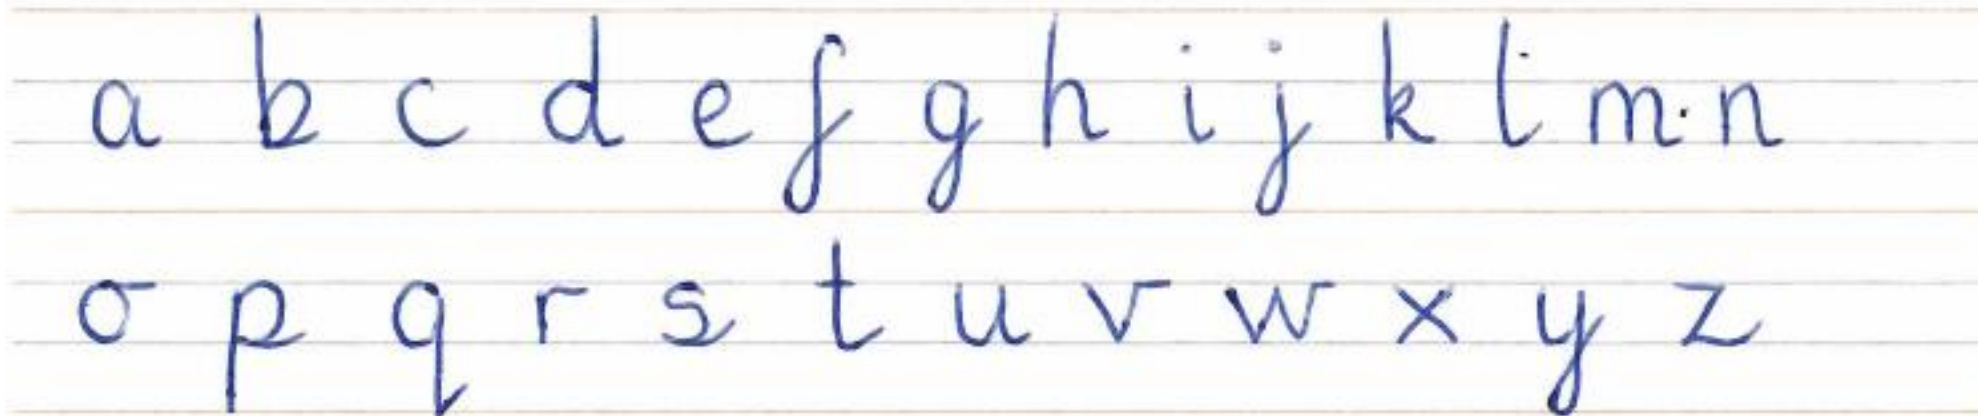 a b c d e f g h i j k l m n
o p q r s t u v w x y z